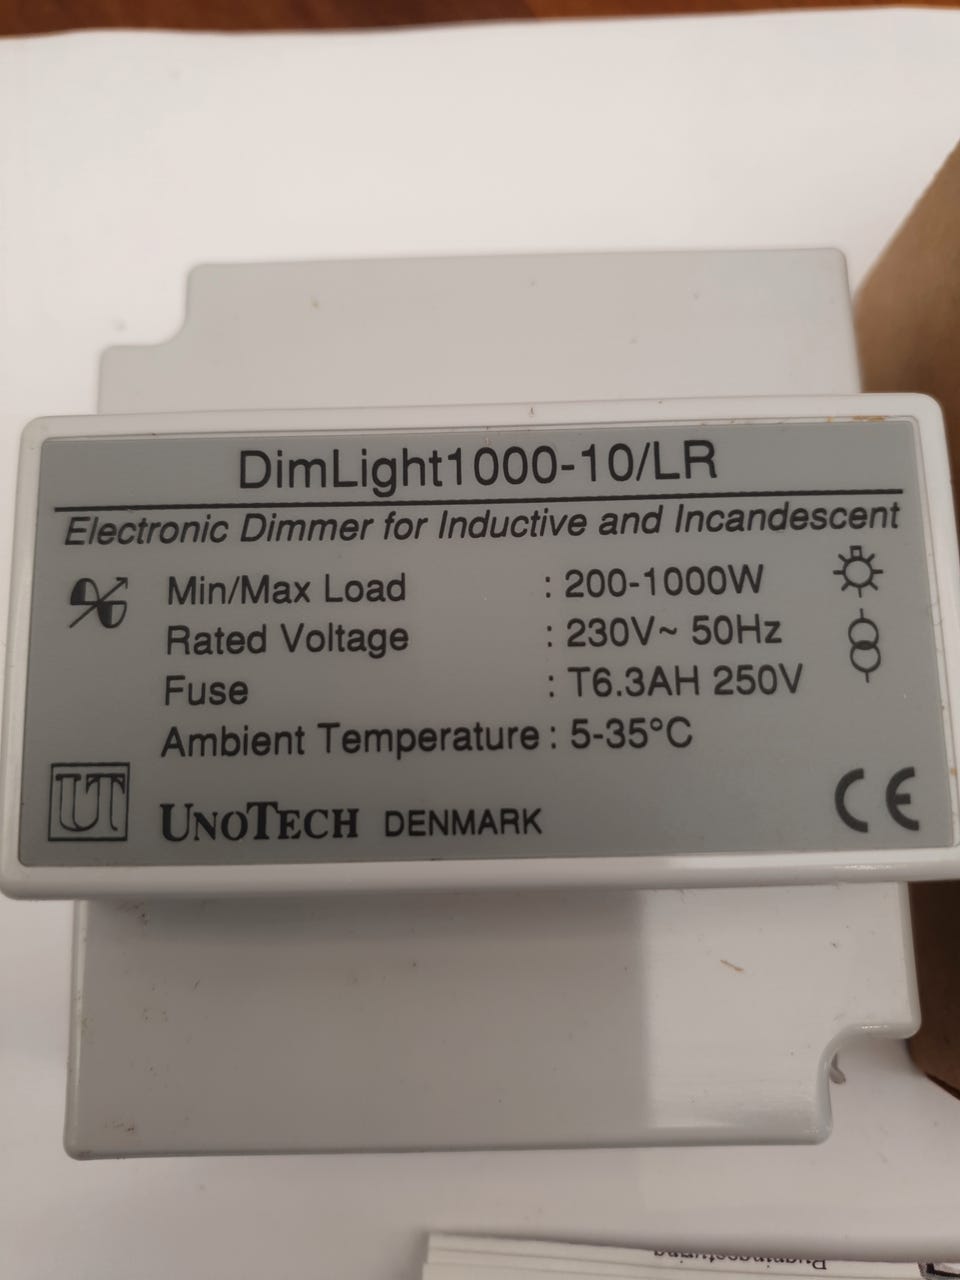 DimLight1000-10/LR
Electronic Dimmer for Inductive and Incandescent
Min/Max Load : 200-1000W
Rated Voltage : 230V~ 50Hz
Fuse : T6.3AH 250V
Ambient Temperature : 5-35°C
UT UNOTECH DENMARK CE